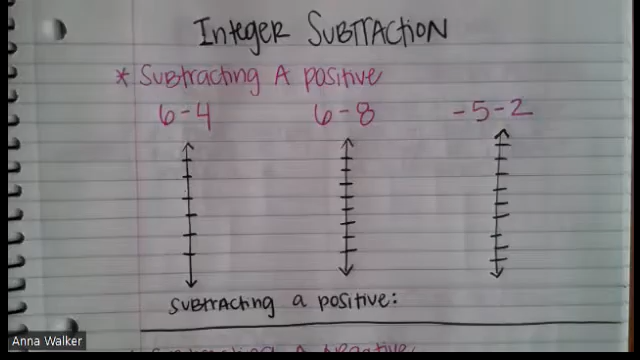 Integer Subtraction
* Subtracting A positive
6-4 6-8 -5-2
Subtracting a positive:
Anna Walker